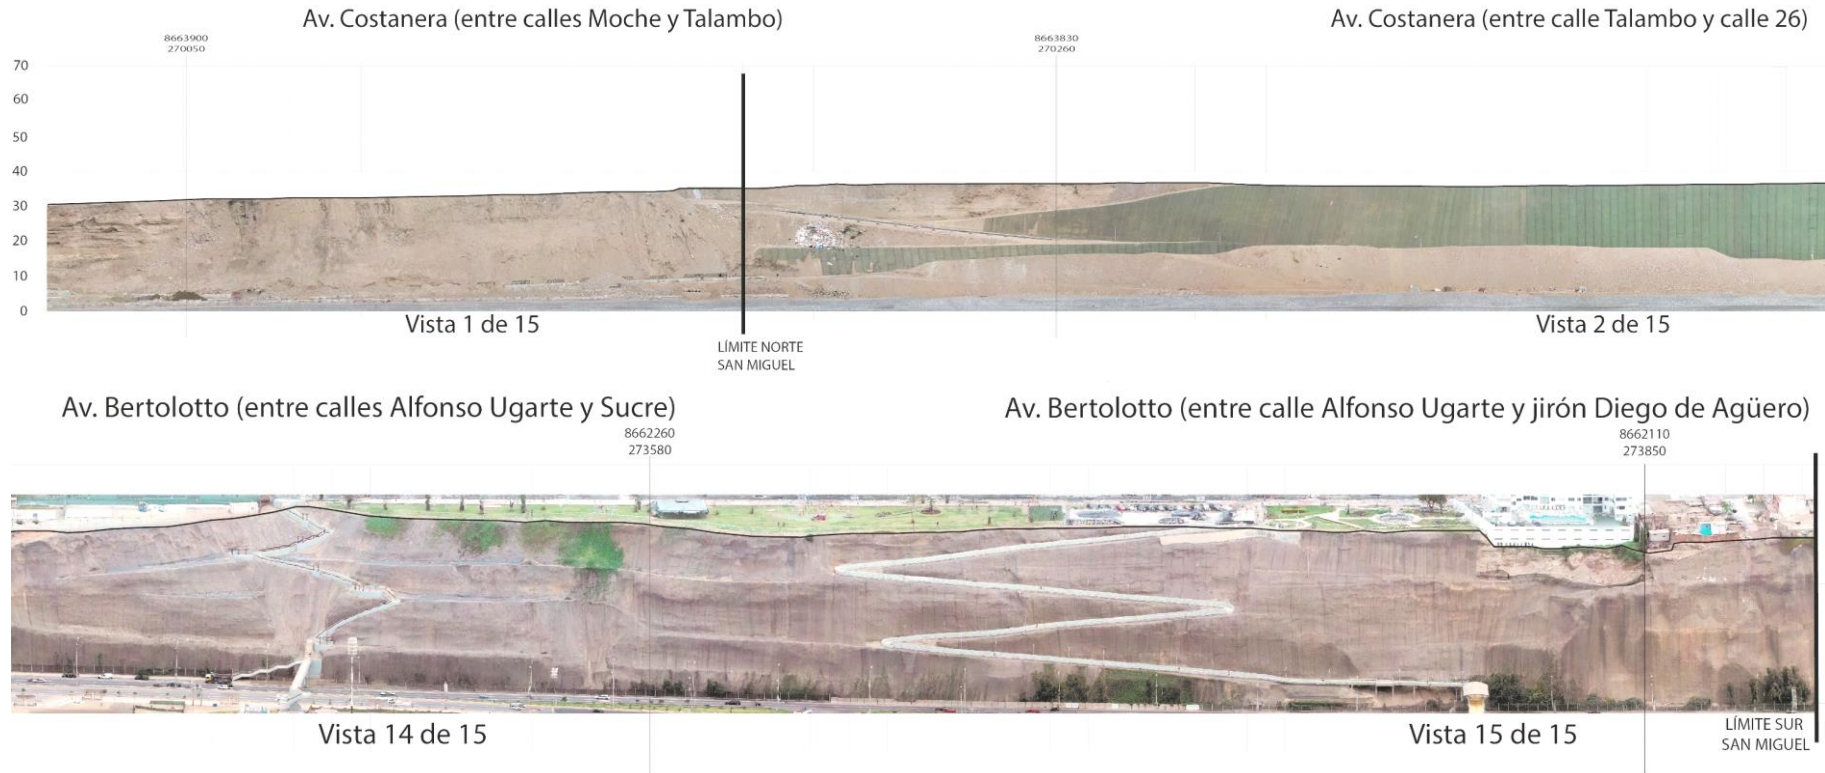 Av. Costanera (entre calles Moche y Talambo)
Av. Costanera (entre calle Talambo y calle 26)
8663900
270050
8663830
270260
70
60
50
40
30
20
10
0
Vista 1 de 15
Vista 2 de 15
LÍMITE NORTE
SAN MIGUEL
Av. Bertolotto (entre calles Alfonso Ugarte y Sucre)
Av. Bertolotto (entre calle Alfonso Ugarte y jirón Diego de Agüero)
8662260
273580
8662110
273850
Vista 14 de 15
Vista 15 de 15
LÍMITE SUR
SAN MIGUEL